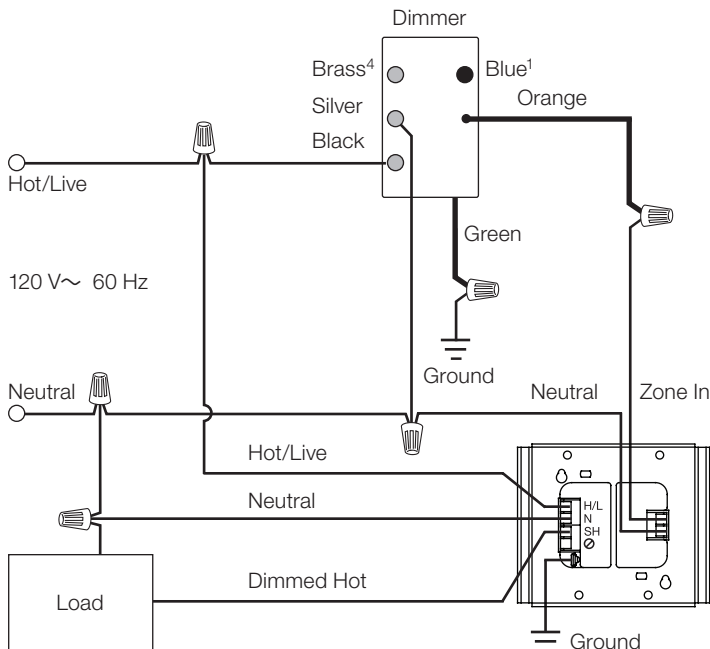 Dimmer
Brass⁴
Blue¹
Silver
Orange
Black
Hot/Live
Green
120 V~ 60 Hz
Ground
Neutral
Neutral
Zone In
Hot/Live
Neutral
H/L
N
SH
Load
Dimmed Hot
Ground